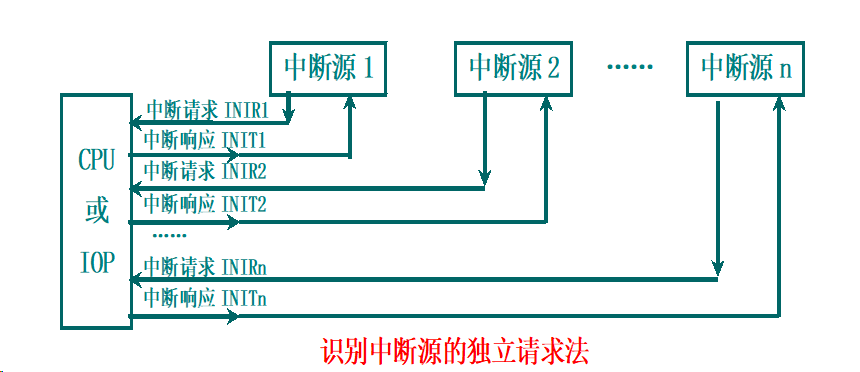 中断源 1
中断源 2
......
中断源 n
中断请求 INIR1
中断响应 INIT1
中断请求 INIR2
中断响应 INIT2
......
中断请求 INIRn
中断响应 INITn
CPU
或
IOP
识别中断源的独立请求法